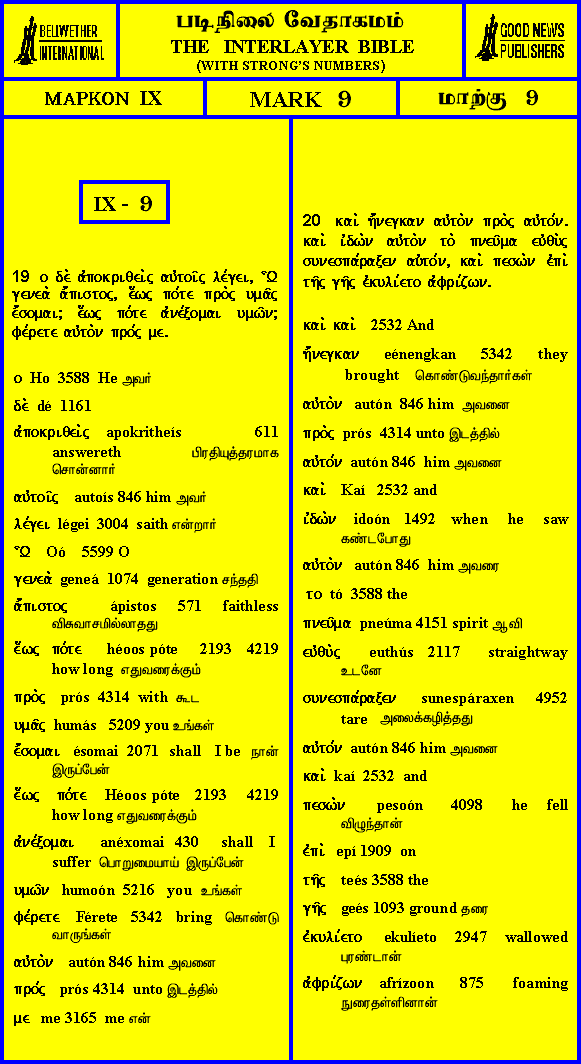 BELLWETHER
INTERNATIONAL
படிநிலை வேதாகமம்
THE INTERLAYER BIBLE
(WITH STRONG'S NUMBERS)
GOOD NEWS
PUBLISHERS
ΜΑΡΚΟΝ IX
MARK 9
மாற்கு 9
IX - 9
19 ο δὲ ἀποκριθεὶς αὐτοῖς λέγει, Ὦ
γενεὰ ἄπιστος, ἕως πότε πρὸς υμᾶς
ἔσομαι; ἕως πότε ἀνέξομαι υμῶν;
φέρετε αὐτὸν πρός με.
ο Ho 3588 He அவர்
δὲ dé 1161
ἀποκριθεὶς apokritheís 611
answereth பிரதியுத்தரமாக
சொன்னார்
αὐτοῖς autoís 846 him அவர்
λέγει légei 3004 saith என்றார்
Ὦ Oó 5599 O
γενεὰ geneá 1074 generation சந்ததி
ἄπιστος ápistos 571 faithless
விசுவாசமில்லாதது
ἕως πότε héoos póte 2193 4219
how long எதுவரைக்கும்
πρὸς prós 4314 with கூட
υμᾶς humás 5209 you உங்கள்
ἔσομαι ésomai 2071 shall I be நான்
இருப்பேன்
ἕως πότε Héoos póte 2193 4219
how long எதுவரைக்கும்
ἀνέξομαι anéxomai 430 shall I
suffer பொறுமையாய் இருப்பேன்
υμῶν humoón 5216 you உங்கள்
φέρετε Férete 5342 bring கொண்டு
வாருங்கள்
αὐτὸν autón 846 him அவனை
πρός prós 4314 unto இடத்தில்
με me 3165 me என்
20 καὶ ἤνεγκαν αὐτὸν πρὸς αὐτόν.
καὶ ἰδὼν αὐτὸν τὸ πνεῦμα εὐθὺς
συνεσπάραξεν αὐτόν, καὶ πεσὼν ἐπὶ
τῆς γῆς ἐκυλίετο ἀφρίζων.
καὶ καὶ 2532 And
ἤνεγκαν eénengkan 5342 they
brought கொண்டுவந்தார்கள்
αὐτὸν autón 846 him அவனை
πρὸς prós 4314 unto இடத்தில்
αὐτόν autón 846 him அவனை
καὶ Kaí 2532 and
ἰδὼν idoón 1492 when he saw
கண்டபோது
αὐτὸν autón 846 him அவரை
το tó 3588 the
πνεῦμα pneúma 4151 spirit ஆவி
εὐθὺς euthús 2117 straightway
உடனே
συνεσπάραξεν sunespáraxen 4952
tare அலைக்கழித்தது
αὐτόν autón 846 him அவனை
καὶ kaí 2532 and
πεσὼν pesoón 4098 he fell
விழுந்தான்
ἐπὶ epí 1909 on
τῆς teés 3588 the
γῆς geés 1093 ground தரை
ἐκυλίετο ekulíeto 2947 wallowed
புரண்டான்
ἀφρίζων afrízoon 875 foaming
நுரைதள்ளினான்